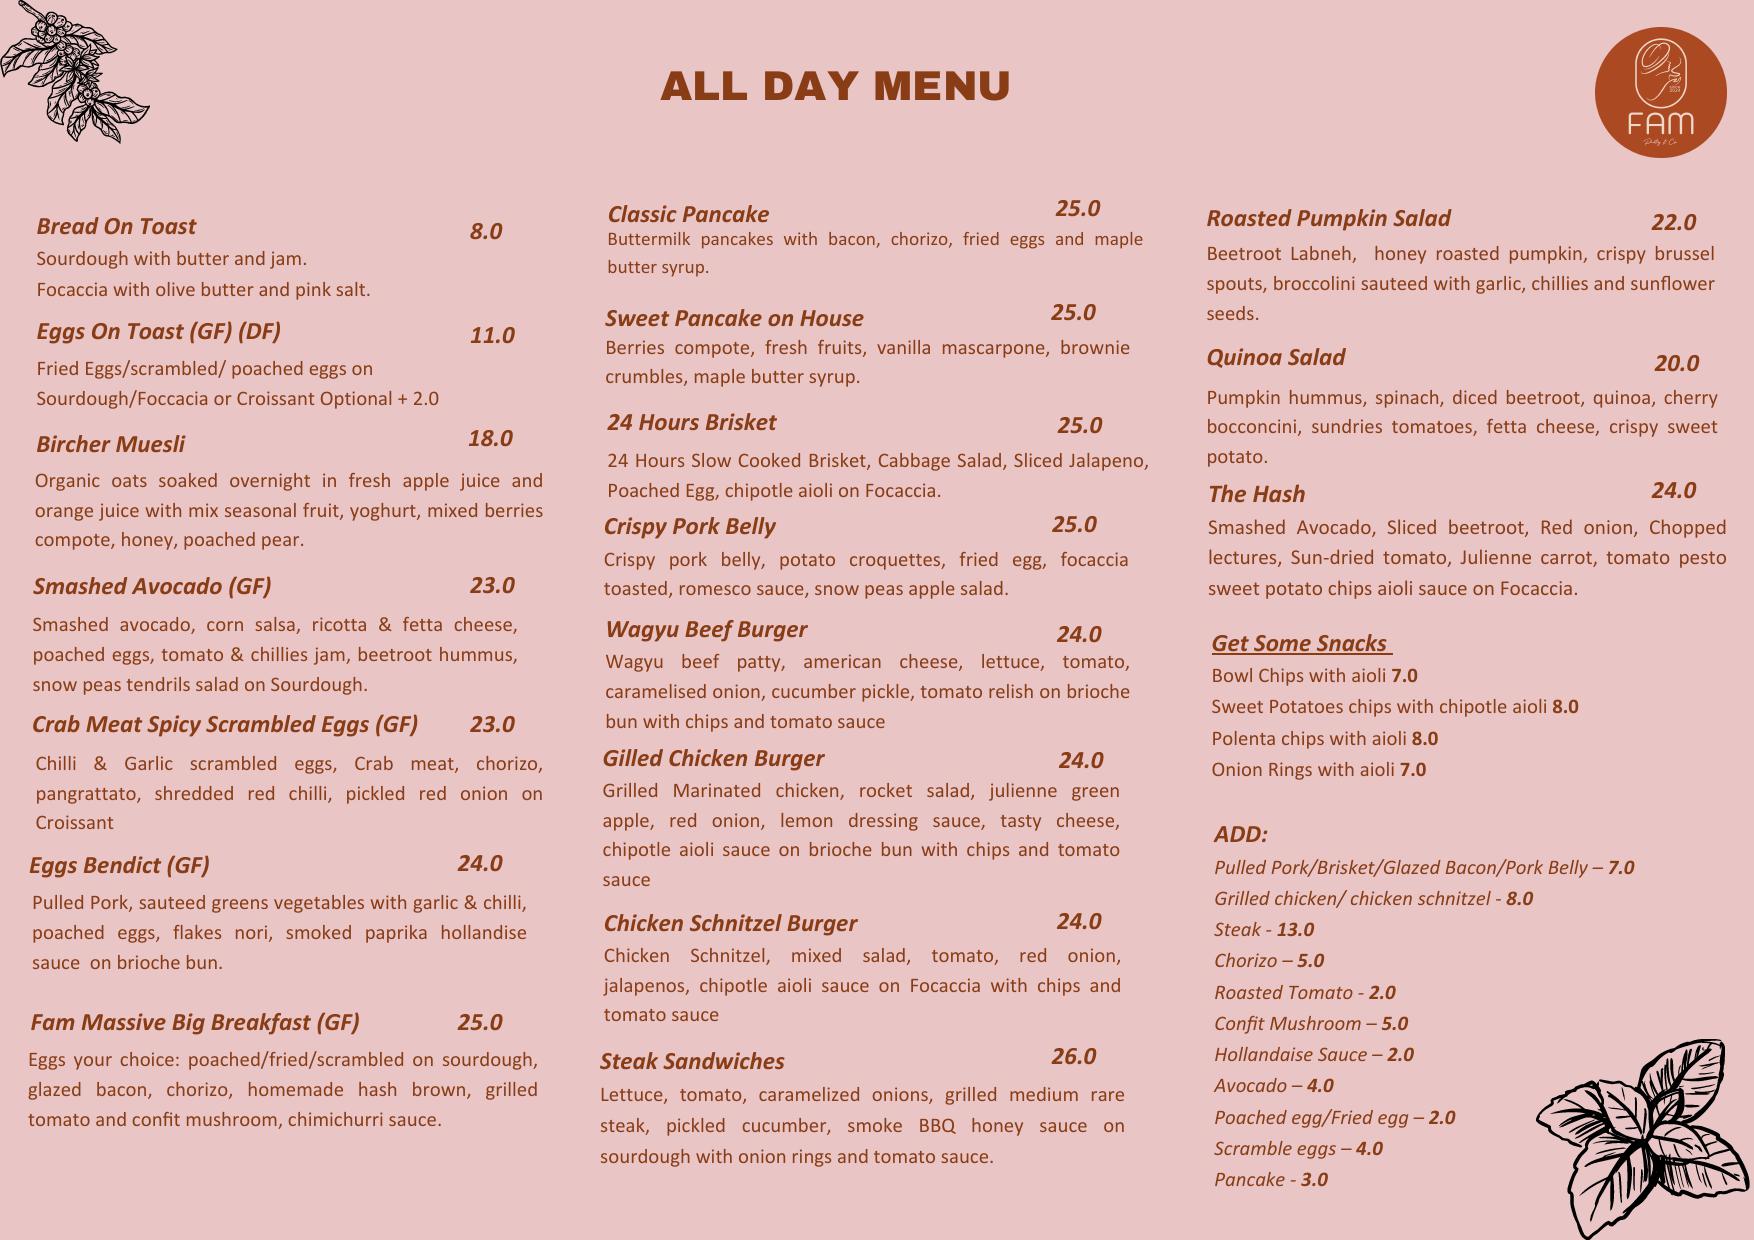 ALL DAY MENU
FAM
Bread On Toast 8.0
Sourdough with butter and jam.
Focaccia with olive butter and pink salt.
Eggs On Toast (GF) (DF) 11.0
Fried Eggs/scrambled/ poached eggs on
Sourdough/Foccacia or Croissant Optional + 2.0
Bircher Muesli 18.0
Organic oats soaked overnight in fresh apple juice and
orange juice with mix seasonal fruit, yoghurt, mixed berries
compote, honey, poached pear.
Smashed Avocado (GF) 23.0
Smashed avocado, corn salsa, ricotta & fetta cheese,
poached eggs, tomato & chillies jam, beetroot hummus,
snow peas tendrils salad on Sourdough.
Crab Meat Spicy Scrambled Eggs (GF) 23.0
Chilli & Garlic scrambled eggs, Crab meat, chorizo,
pangrattato, shredded red chilli, pickled red onion on
Croissant
Eggs Bendict (GF) 24.0
Pulled Pork, sauteed greens vegetables with garlic & chilli,
poached eggs, flakes nori, smoked paprika hollandise
sauce on brioche bun.
Fam Massive Big Breakfast (GF) 25.0
Eggs your choice: poached/fried/scrambled on sourdough,
glazed bacon, chorizo, homemade hash brown, grilled
tomato and confit mushroom, chimichurri sauce.
Classic Pancake 25.0
Buttermilk pancakes with bacon, chorizo, fried eggs and maple
butter syrup.
Sweet Pancake on House 25.0
Berries compote, fresh fruits, vanilla mascarpone, brownie
crumbles, maple butter syrup.
24 Hours Brisket 25.0
24 Hours Slow Cooked Brisket, Cabbage Salad, Sliced Jalapeno,
Poached Egg, chipotle aioli on Focaccia.
Crispy Pork Belly 25.0
Crispy pork belly, potato croquettes, fried egg, focaccia
toasted, romesco sauce, snow peas apple salad.
Wagyu Beef Burger 24.0
Wagyu beef patty, american cheese, lettuce, tomato,
caramelised onion, cucumber pickle, tomato relish on brioche
bun with chips and tomato sauce
Gilled Chicken Burger 24.0
Grilled Marinated chicken, rocket salad, julienne green
apple, red onion, lemon dressing sauce, tasty cheese,
chipotle aioli sauce on brioche bun with chips and tomato
sauce
Chicken Schnitzel Burger 24.0
Chicken Schnitzel, mixed salad, tomato, red onion,
jalapenos, chipotle aioli sauce on Focaccia with chips and
tomato sauce
Steak Sandwiches 26.0
Lettuce, tomato, caramelized onions, grilled medium rare
steak, pickled cucumber, smoke BBQ honey sauce on
sourdough with onion rings and tomato sauce.
Roasted Pumpkin Salad 22.0
Beetroot Labneh, honey roasted pumpkin, crispy brussel
spouts, broccolini sauteed with garlic, chillies and sunflower
seeds.
Quinoa Salad 20.0
Pumpkin hummus, spinach, diced beetroot, quinoa, cherry
bocconcini, sundries tomatoes, fetta cheese, crispy sweet
potato.
The Hash 24.0
Smashed Avocado, Sliced beetroot, Red onion, Chopped
lectures, Sun-dried tomato, Julienne carrot, tomato pesto
sweet potato chips aioli sauce on Focaccia.
Get Some Snacks
Bowl Chips with aioli 7.0
Sweet Potatoes chips with chipotle aioli 8.0
Polenta chips with aioli 8.0
Onion Rings with aioli 7.0
ADD:
Pulled Pork/Brisket/Glazed Bacon/Pork Belly – 7.0
Grilled chicken/ chicken schnitzel - 8.0
Steak - 13.0
Chorizo – 5.0
Roasted Tomato - 2.0
Confit Mushroom – 5.0
Hollandaise Sauce – 2.0
Avocado – 4.0
Poached egg/Fried egg – 2.0
Scramble eggs – 4.0
Pancake - 3.0